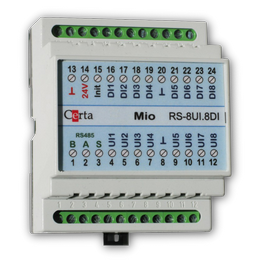 13 14 15 16 17 18 19 20 21 22 23 24
⊥ 24V Init DI1 DI2 DI3 DI4 ⊥ DI5 DI6 DI7 DI8
Certa Mio RS-8UI.8DI
RS485
B A S UI1 UI2 UI3 UI4 ⊥ UI5 UI6 UI7 UI8
1 2 3 4 5 6 7 8 9 10 11 12